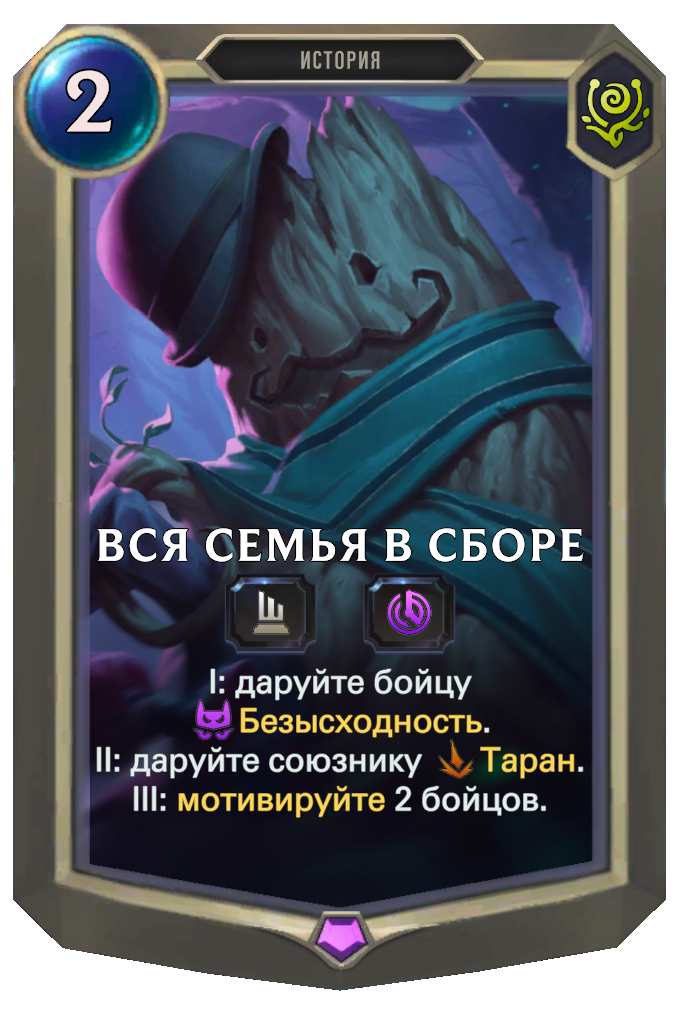 ИСТОРИЯ
2
ВСЯ СЕМЬЯ В СБОРЕ
I: даруйте бойцу
Безысходность.
II: даруйте союзнику Таран.
III: мотивируйте 2 бойцов.